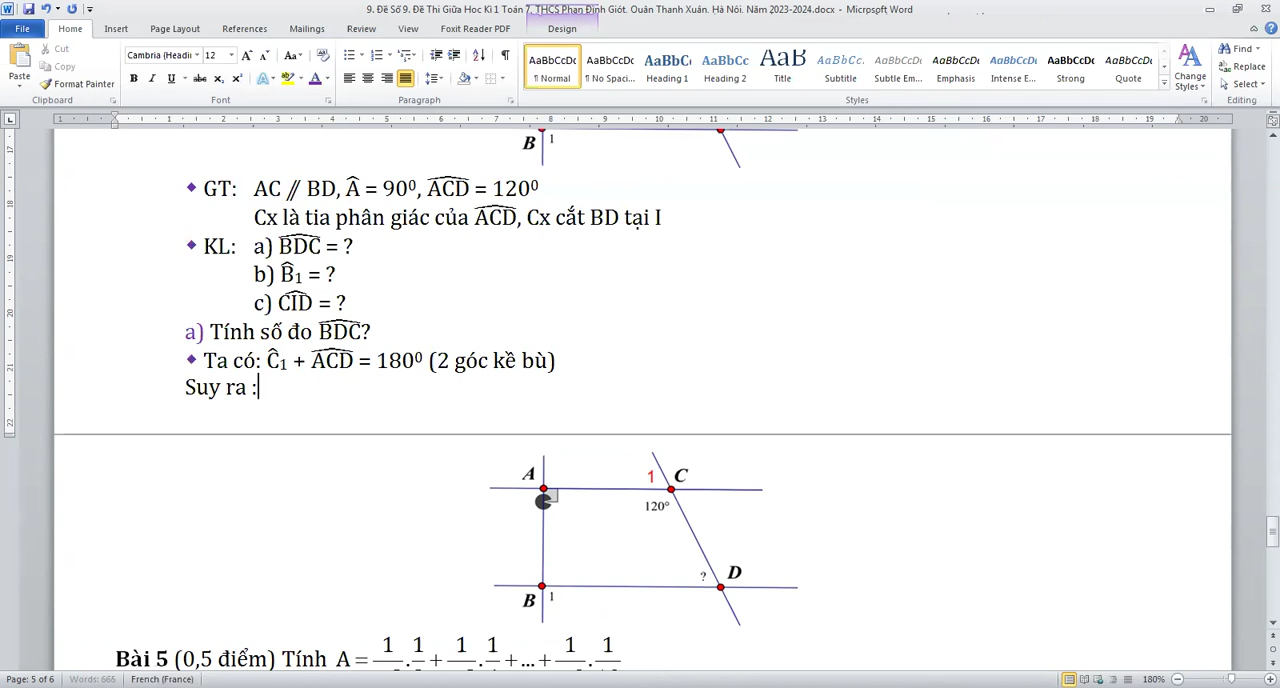 9. Đề Số 9. Đề Thi Giữa Học Kì 1 Toán 7. THCS Phan Đình Giót. Quận Thanh Xuân. Hà Nội. Năm 2023-2024.docx - Microsoft Word
File Home Insert Page Layout References Mailings Review View Foxit Reader PDF Design
Paste Cut Copy Format Painter
Cambria (Headi 12
AaBbCcDc AaBbCcDc AaBbCc AaBbCc AaB AaBbCc. AaBbCcDc AaBbCcDc AaBbCcDc AaBbCcDc AaBbCcDc
¶ Normal ¶ No Spaci... Heading 1 Heading 2 Title Subtitle Subtle Em... Emphasis Intense E... Strong Quote
Change Styles Find Replace Select
Clipboard Font Paragraph Styles Editing
B 1
GT: AC // BD, Â = 90⁰, ACD = 120⁰
Cx là tia phân giác của ACD, Cx cắt BD tại I
KL: a) BDC = ?
b) B̂₁ = ?
c) CID = ?
a) Tính số đo BDC?
Ta có: Ĉ₁ + ACD = 180⁰ (2 góc kề bù)
Suy ra :
A 1 C
120°
? D
B 1
Bài 5 (0,5 điểm) Tính A =
Page: 5 of 6 Words: 665 French (France) 180%